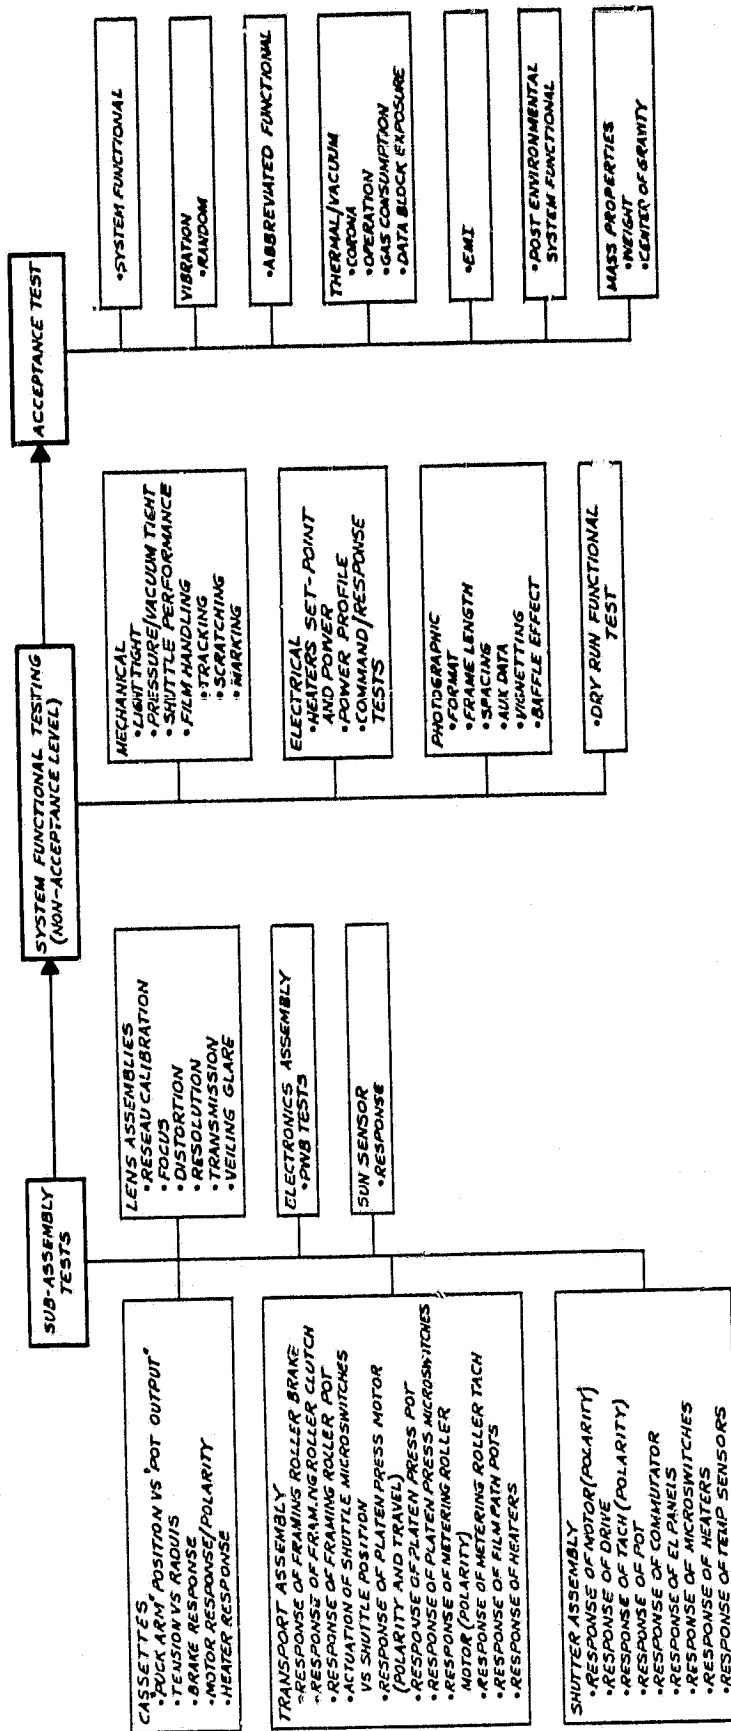 SUB-ASSEMBLY
TESTS
CASSETTES
• "PUCK ARM" POSITION VS "POT OUTPUT"
• TENSION VS RADUIS
• BRAKE RESPONSE
• MOTOR RESPONSE/POLARITY
• HEATER RESPONSE
TRANSPORT ASSEMBLY
• RESPONSE OF FRAMING ROLLER BRAKE
• RESPONSE OF FRAMING ROLLER CLUTCH
• RESPONSE OF FRAMING ROLLER POT
• ACTUATION OF SHUTTLE MICROSWITCHES
VS SHUTTLE POSITION
• RESPONSE OF PLATEN PRESS MOTOR
(POLARITY AND TRAVEL)
• RESPONSE OF PLATEN PRESS POT
• RESPONSE OF PLATEN PRESS MICROSWITCHES
• RESPONSE OF METERING ROLLER
MOTOR (POLARITY)
• RESPONSE OF METERING ROLLER TACH
• RESPONSE OF FILM PATH POTS
• RESPONSE OF HEATERS
SHUTTER ASSEMBLY
• RESPONSE OF MOTOR (POLARITY)
• RESPONSE OF DRIVE
• RESPONSE OF TACH (POLARITY)
• RESPONSE OF POT
• RESPONSE OF COMMUTATOR
• RESPONSE OF EL PANELS
• RESPONSE OF MICROSWITCHES
• RESPONSE OF HEATERS
• RESPONSE OF TEMP SENSORS
LENS ASSEMBLIES
• RESEAU CALIBRATION
• FOCUS
• DISTORTION
• RESOLUTION
• TRANSMISSION
• VEILING GLARE
ELECTRONICS ASSEMBLY
• PWB TESTS
SUN SENSOR
• RESPONSE
SYSTEM FUNCTIONAL TESTING
(NON-ACCEPTANCE LEVEL)
MECHANICAL
• LIGHT TIGHT
• PRESSURE/VACUUM TIGHT
• SHUTTLE PERFORMANCE
• FILM HANDLING
• TRACKING
• SCRATCHING
• MARKING
ELECTRICAL
• HEATERS SET-POINT
AND POWER
• POWER PROFILE
• COMMAND/RESPONSE
TESTS
PHOTOGRAPHIC
• FORMAT
• FRAME LENGTH
• SPACING
• AUX DATA
• VIGNETTING
• BAFFLE EFFECT
• DRY RUN FUNCTIONAL
TEST
ACCEPTANCE TEST
• SYSTEM FUNCTIONAL
VIBRATION
• RANDOM
• ABBREVIATED FUNCTIONAL
THERMAL/VACUUM
• CORONA
• OPERATION
• GAS CONSUMPTION
• DATA BLOCK EXPOSURE
• EMI
• POST ENVIRONMENTAL
SYSTEM FUNCTIONAL
MASS PROPERTIES
• WEIGHT
• CENTER OF GRAVITY